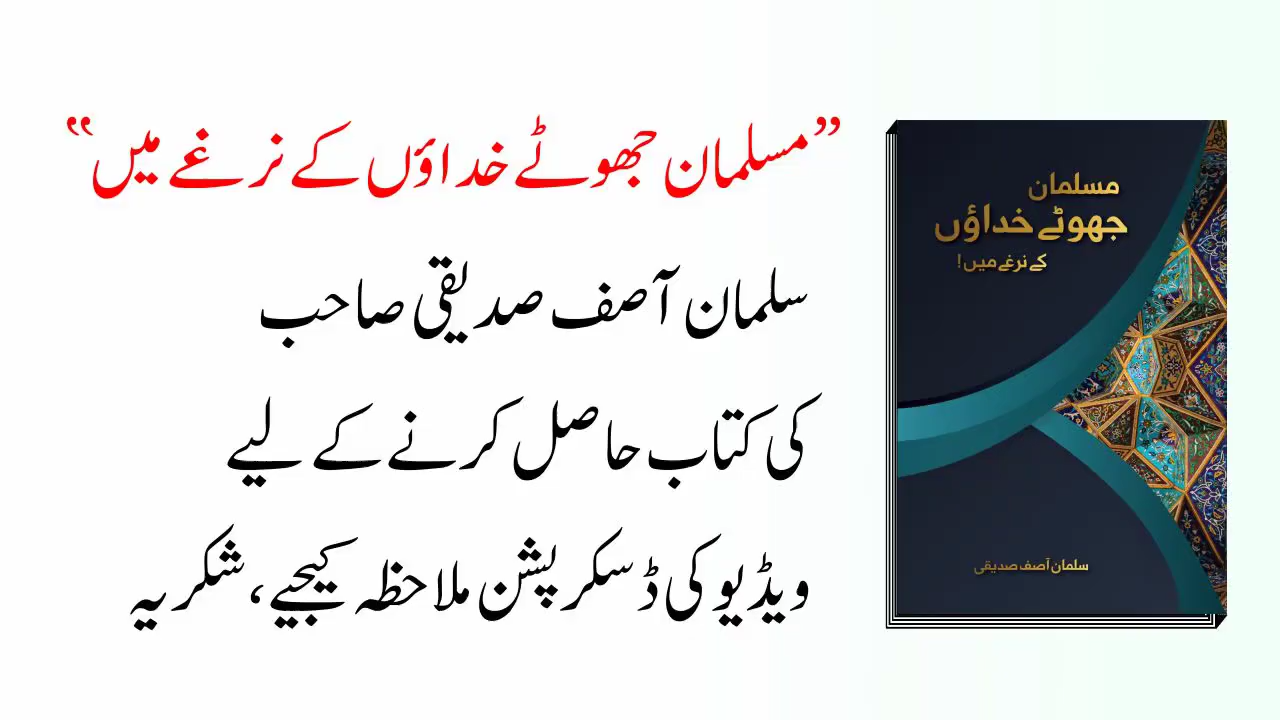 ”مسلمان جھوٹے خداؤں کے نرغے میں“
سلمان آصف صدیقی صاحب
کی کتاب حاصل کرنے کے لیے
ویڈیو کی ڈسکرپشن ملاحظہ کیجیے، شکریہ
مسلمان
جھوٹے خداؤں
کے نرغے میں!
سلمان آصف صدیقی